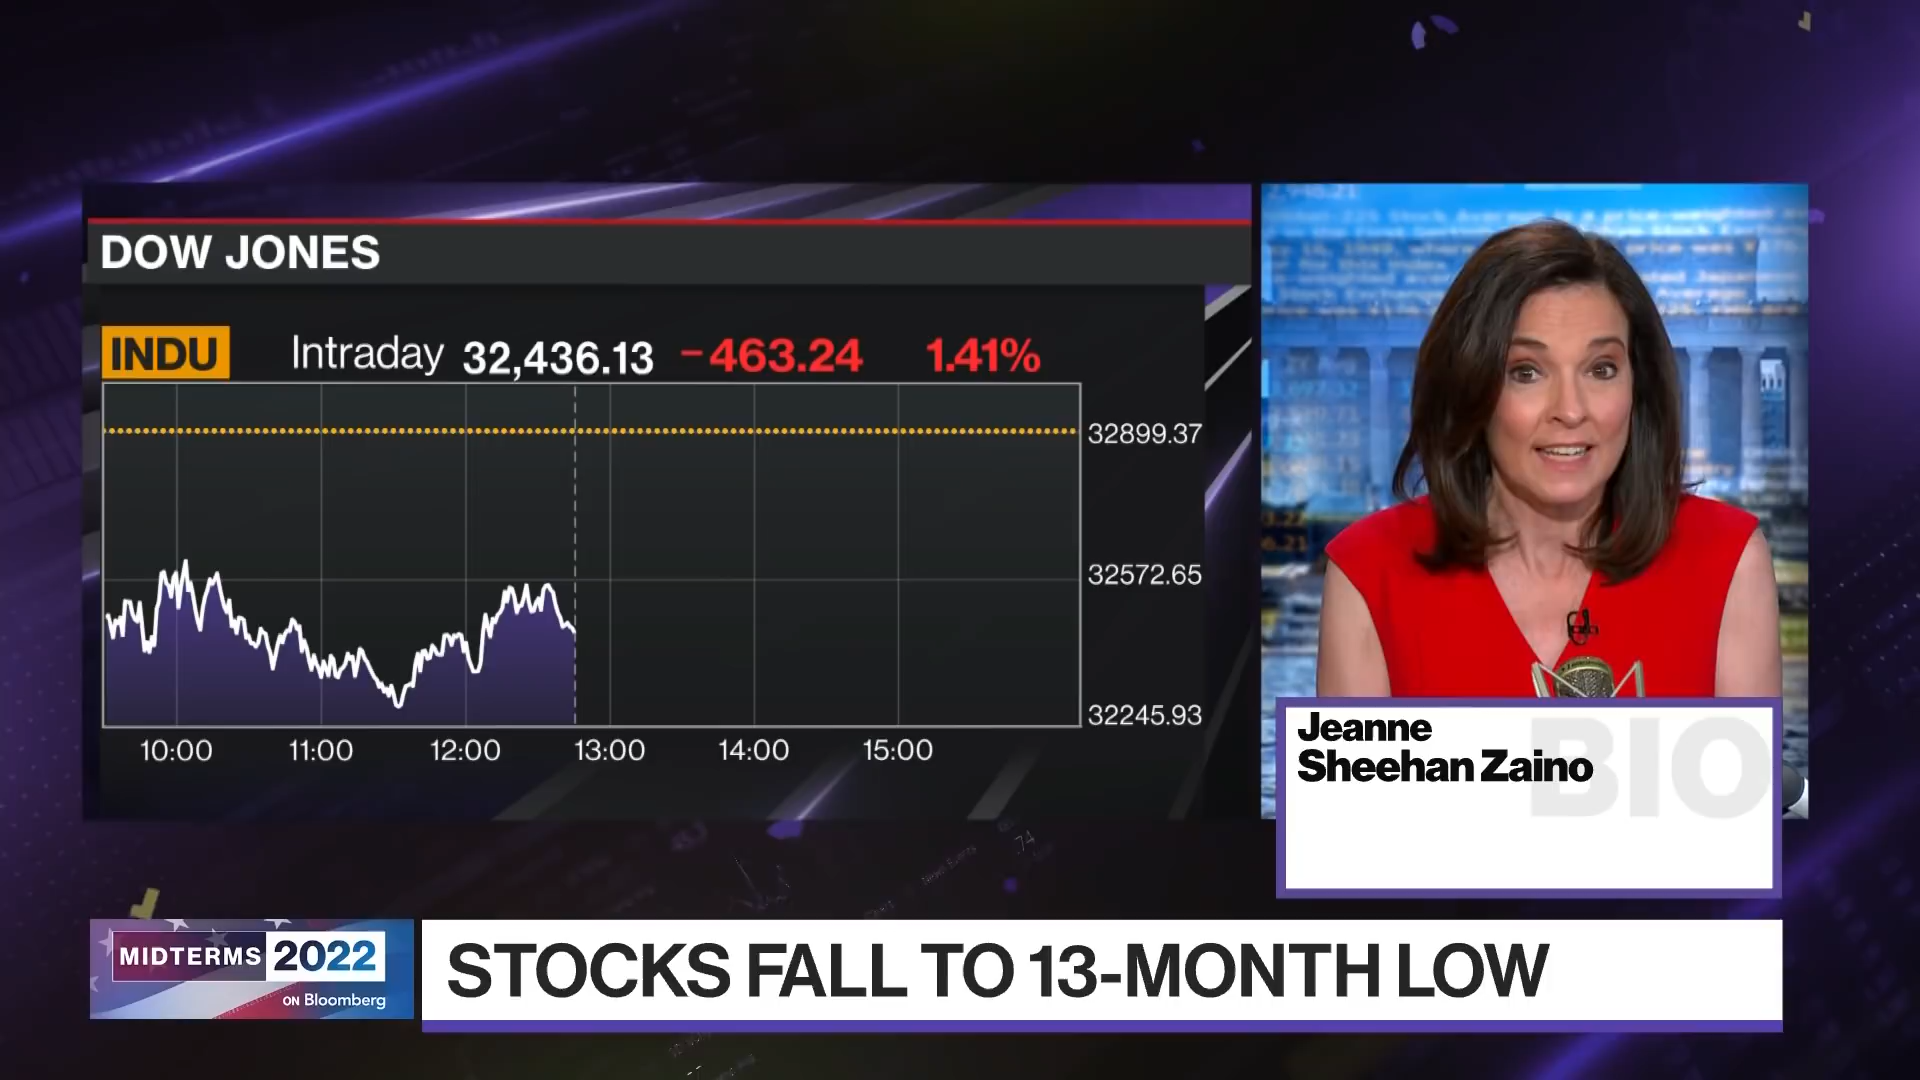 DOW JONES
INDU Intraday 32,436.13 −463.24 1.41%
32899.37
32572.65
32245.93
10:00 11:00 12:00 13:00 14:00 15:00
Jeanne
Sheehan Zaino
BIO
MIDTERMS 2022
ON Bloomberg
STOCKS FALL TO 13-MONTH LOW